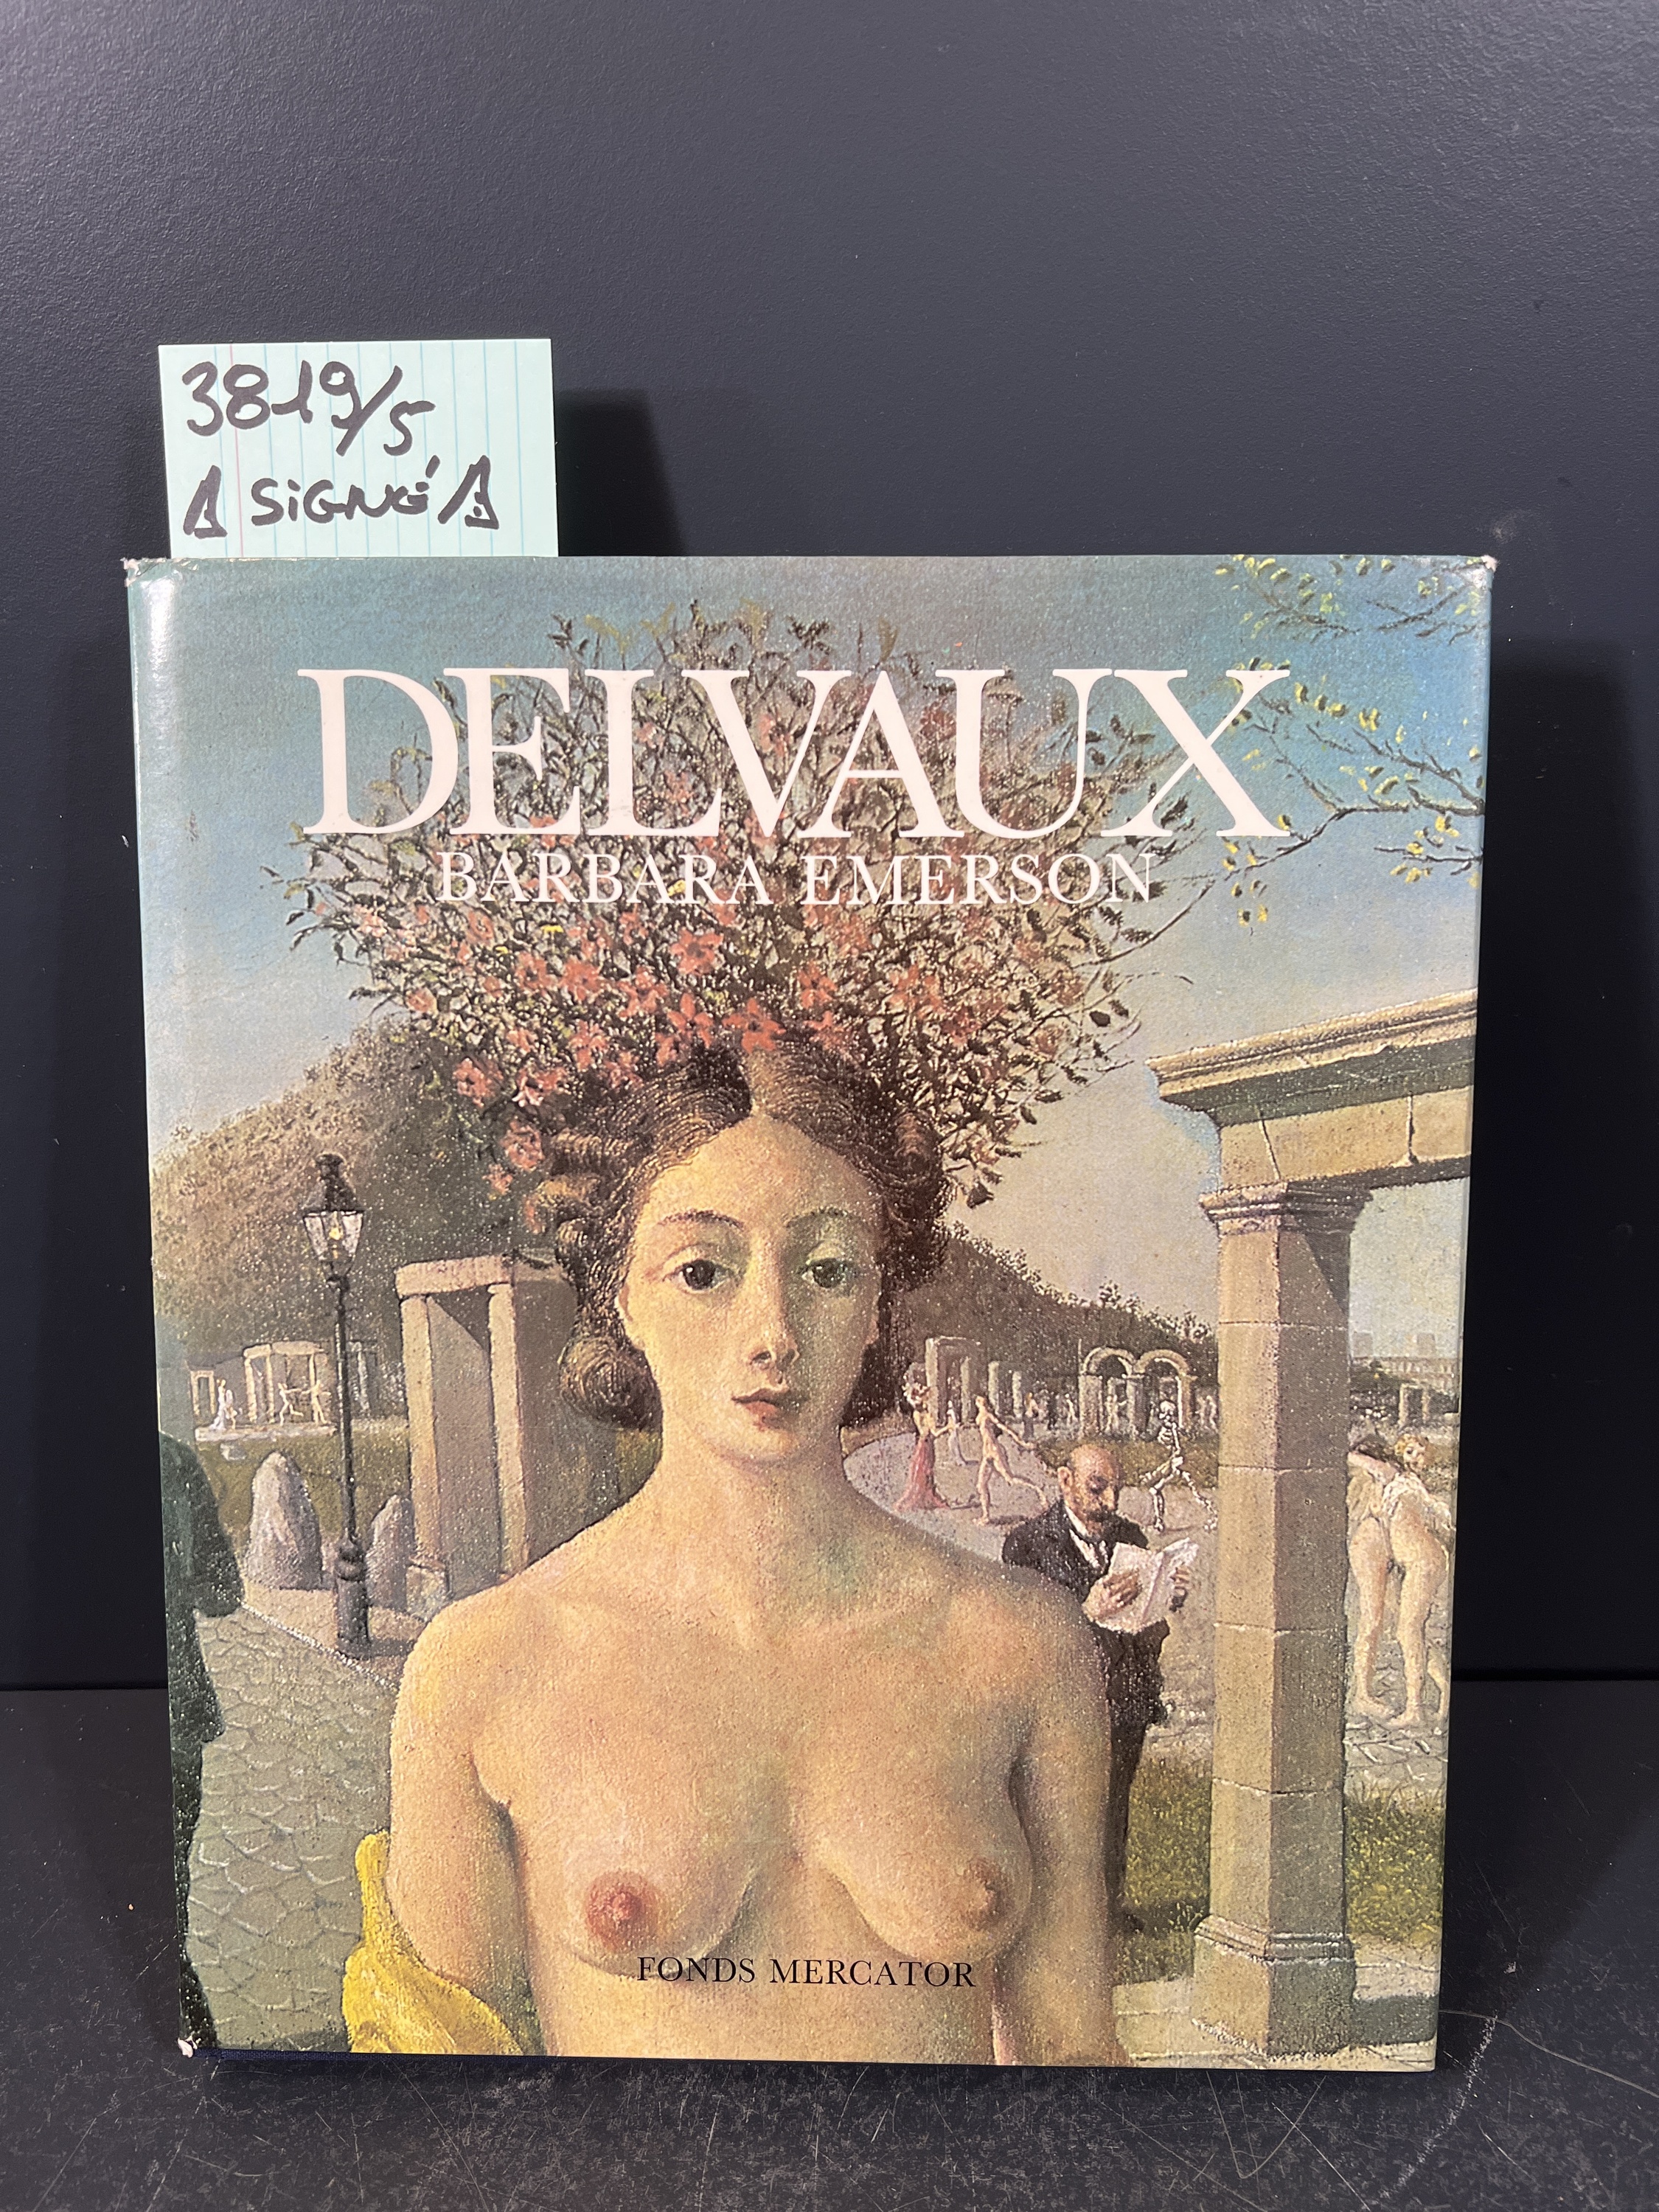 3819/5
⚠ SiGNÉ ⚠
DELVAUX
BARBARA EMERSON
FONDS MERCATOR